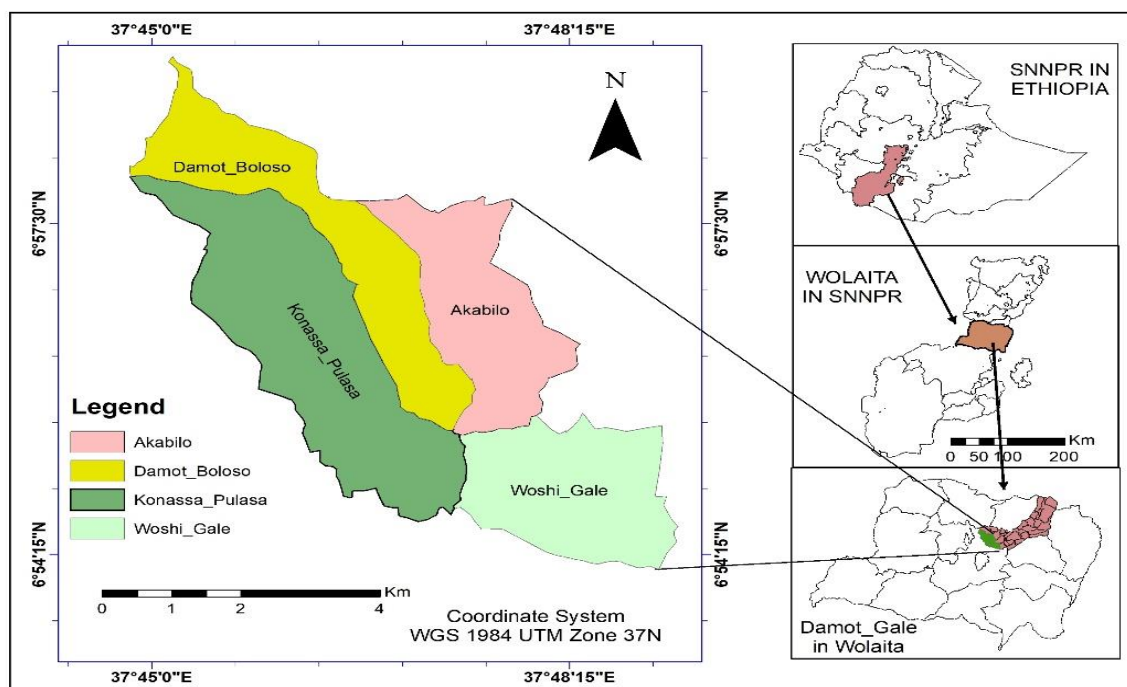 37°45'0"E
37°48'15"E
N
Damot_Boloso
6°57'30"N
6°57'30"N
Akabilo
Konassa_Pulasa
Legend
Akabilo
Damot_Boloso
Konassa_Pulasa
Woshi_Gale
Woshi_Gale
6°54'15"N
6°54'15"N
Km
0 1 2 4
Coordinate System
WGS 1984 UTM Zone 37N
37°45'0"E
37°48'15"E
SNNPR IN
ETHIOPIA
WOLAITA
IN SNNPR
Km
0 50 100 200
Damot_Gale
in Wolaita